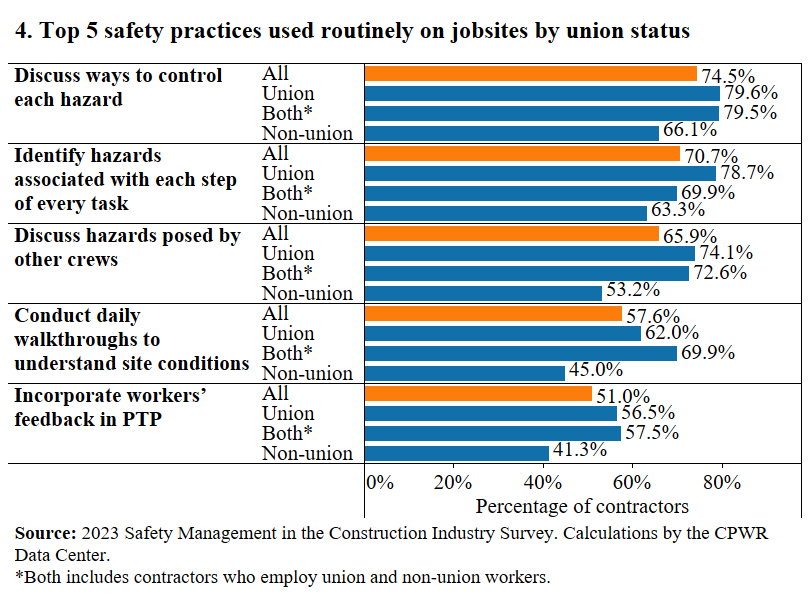 4. Top 5 safety practices used routinely on jobsites by union status
Discuss ways to control
each hazard
All 74.5%
Union 79.6%
Both* 79.5%
Non-union 66.1%
Identify hazards
associated with each step
of every task
All 70.7%
Union 78.7%
Both* 69.9%
Non-union 63.3%
Discuss hazards posed by
other crews
All 65.9%
Union 74.1%
Both* 72.6%
Non-union 53.2%
Conduct daily
walkthroughs to
understand site conditions
All 57.6%
Union 62.0%
Both* 69.9%
Non-union 45.0%
Incorporate workers’
feedback in PTP
All 51.0%
Union 56.5%
Both* 57.5%
Non-union 41.3%
0% 20% 40% 60% 80%
Percentage of contractors
Source: 2023 Safety Management in the Construction Industry Survey. Calculations by the CPWR
Data Center.
*Both includes contractors who employ union and non-union workers.